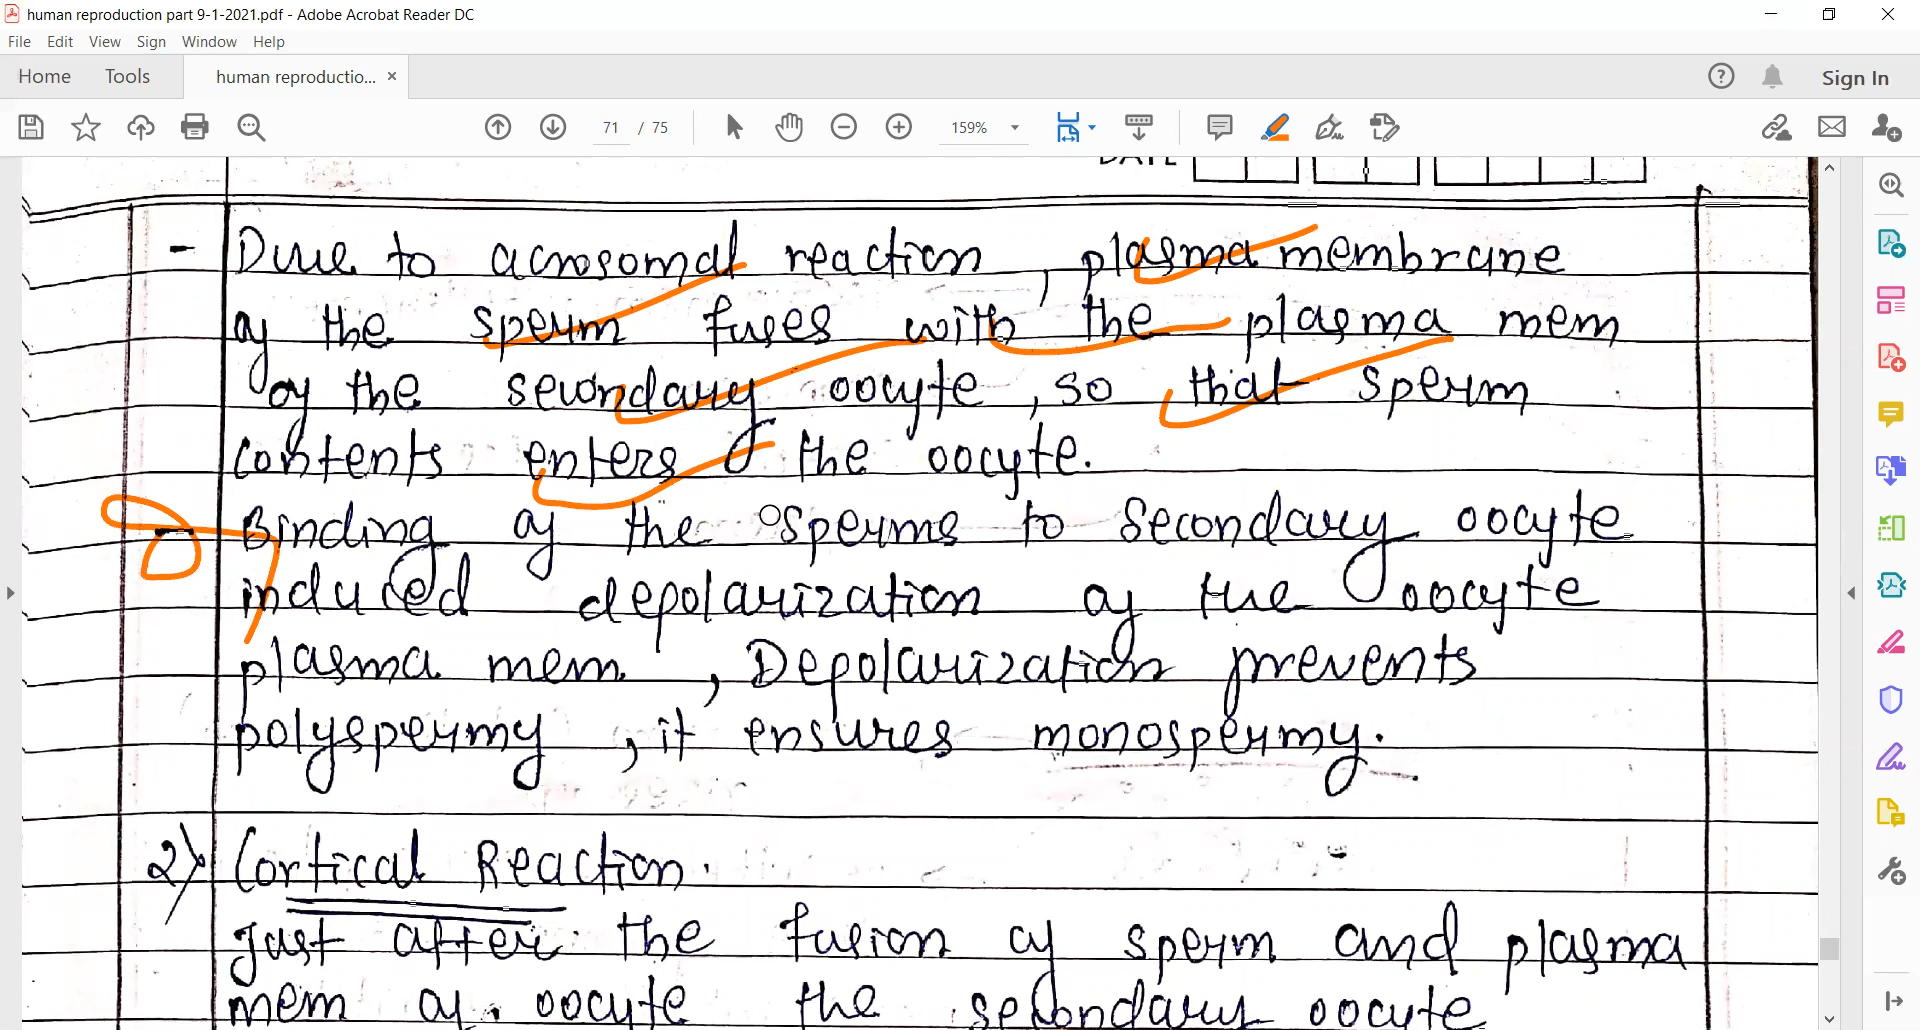 human reproduction part 9-1-2021.pdf - Adobe Acrobat Reader DC
File Edit View Sign Window Help
Home Tools human reproductio... × Sign In
71 / 75 159%
DATE
- Due to acrosomal reaction, plasma membrane
of the sperm fuses with the plasma mem
of the secondary oocyte, so that sperm
contents enters the oocyte.
- Binding of the sperms to secondary oocyte
induced depolarization of the oocyte
plasma mem, Depolarization prevents
polyspermy, it ensures monospermy.
2) Cortical Reaction.
Just after the fusion of sperm and plasma
mem of oocyte the secondary oocyte